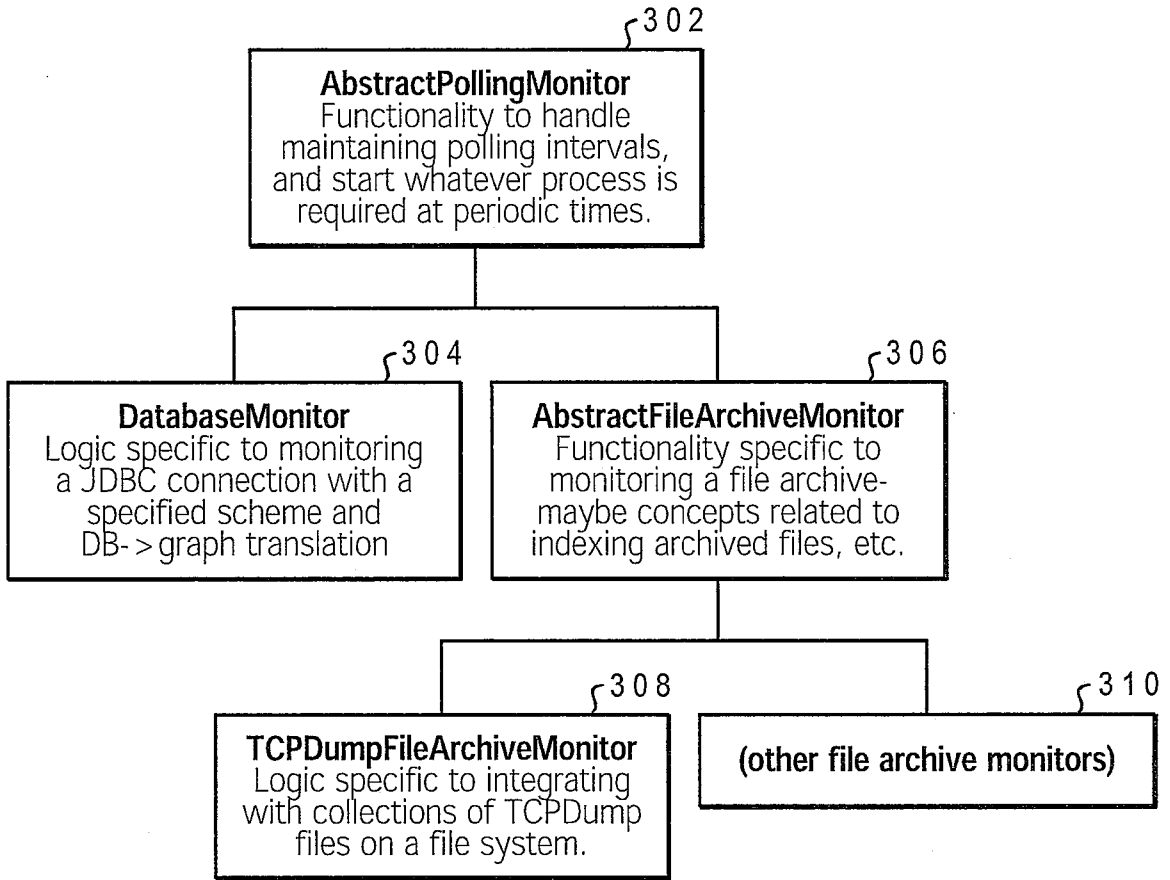 302
AbstractPollingMonitor
Functionality to handle
maintaining polling intervals,
and start whatever process is
required at periodic times.
304
DatabaseMonitor
Logic specific to monitoring
a JDBC connection with a
specified scheme and
DB->graph translation
306
AbstractFileArchiveMonitor
Functionality specific to
monitoring a file archive-
maybe concepts related to
indexing archived files, etc.
308
TCPDumpFileArchiveMonitor
Logic specific to integrating
with collections of TCPDump
files on a file system.
310
(other file archive monitors)